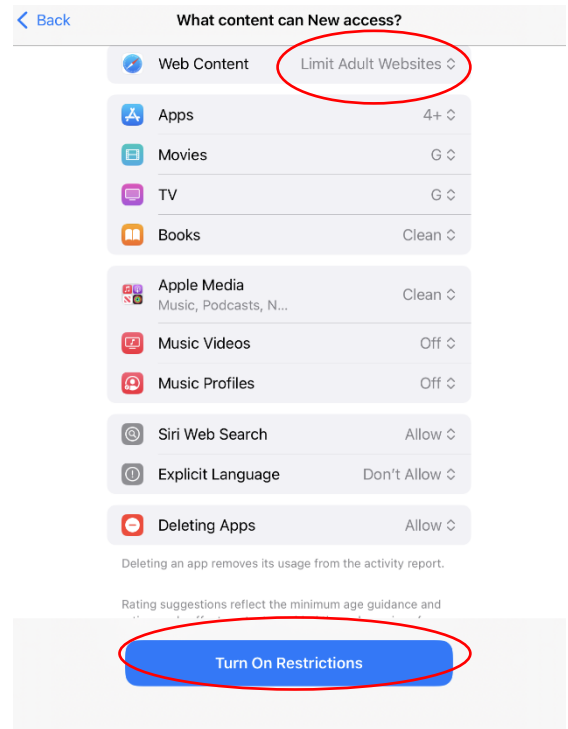 Back
What content can New access?
Web Content Limit Adult Websites
Apps 4+
Movies G
TV G
Books Clean
Apple Media
Music, Podcasts, N...
Clean
Music Videos Off
Music Profiles Off
Siri Web Search Allow
Explicit Language Don't Allow
Deleting Apps Allow
Deleting an app removes its usage from the activity report.
Rating suggestions reflect the minimum age guidance and
Turn On Restrictions